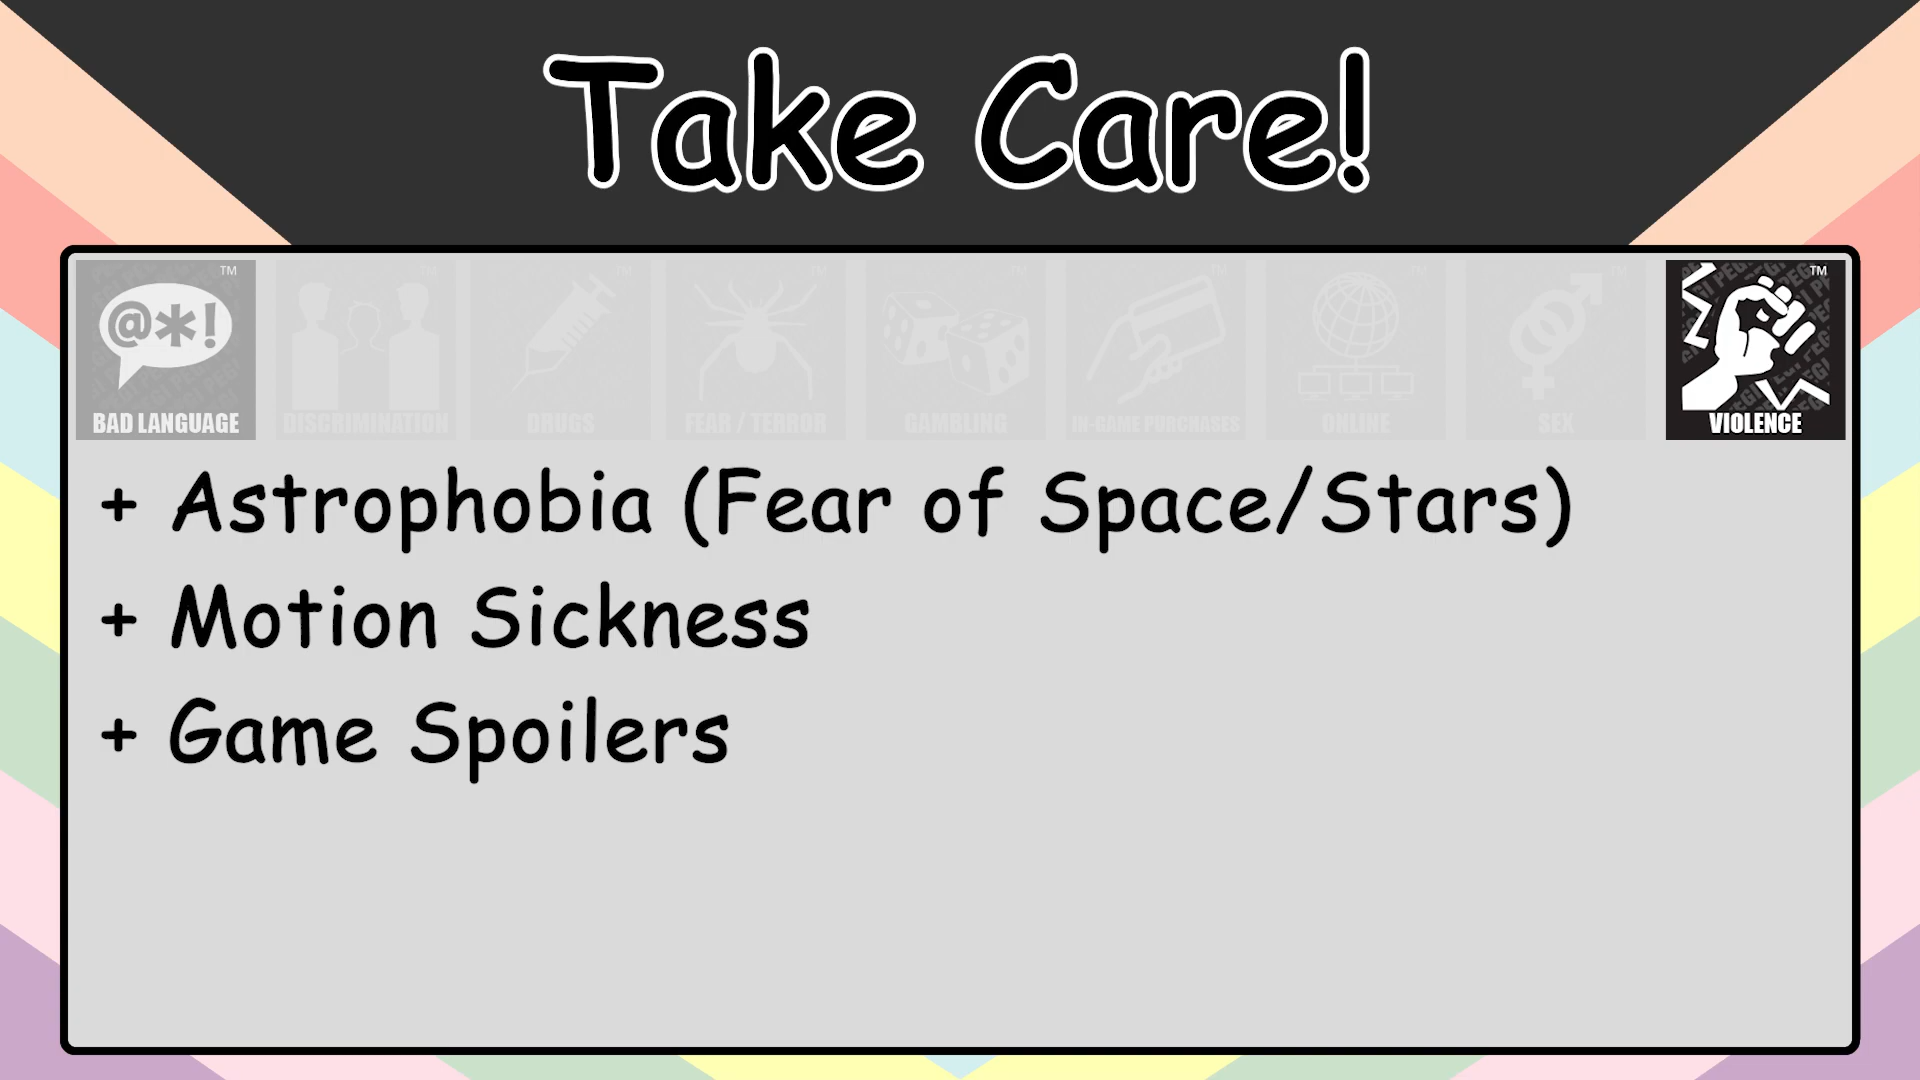 Take Care!
@*!
BAD LANGUAGE
DISCRIMINATION
DRUGS
FEAR / TERROR
GAMBLING
IN-GAME PURCHASES
ONLINE
SEX
VIOLENCE
+ Astrophobia (Fear of Space/Stars)
+ Motion Sickness
+ Game Spoilers